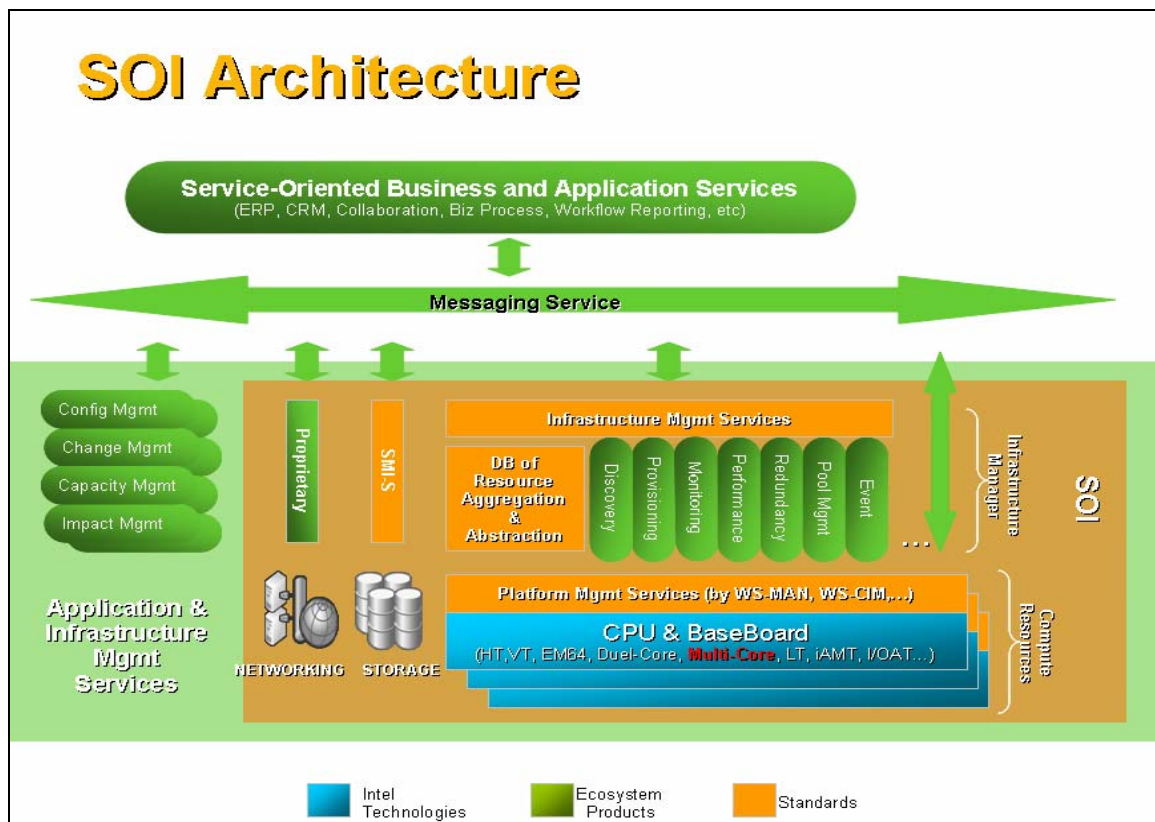 SOI Architecture
Service-Oriented Business and Application Services
(ERP, CRM, Collaboration, Biz Process, Workflow Reporting, etc)
Messaging Service
Config Mgmt
Change Mgmt
Capacity Mgmt
Impact Mgmt
Application &
Infrastructure
Mgmt
Services
Proprietary
SMI-S
NETWORKING
STORAGE
Infrastructure Mgmt Services
DB of
Resource
Aggregation
&
Abstraction
Discovery
Provisioning
Monitoring
Performance
Redundancy
Pool Mgmt
Event
...
Infrastructure
Manager
SOI
Platform Mgmt Services (by WS-MAN, WS-CIM,...)
CPU & BaseBoard
(HT,VT, EM64, Duel-Core, Multi-Core, LT, iAMT, I/OAT...)
Compute
Resources
Intel
Technologies
Ecosystem
Products
Standards